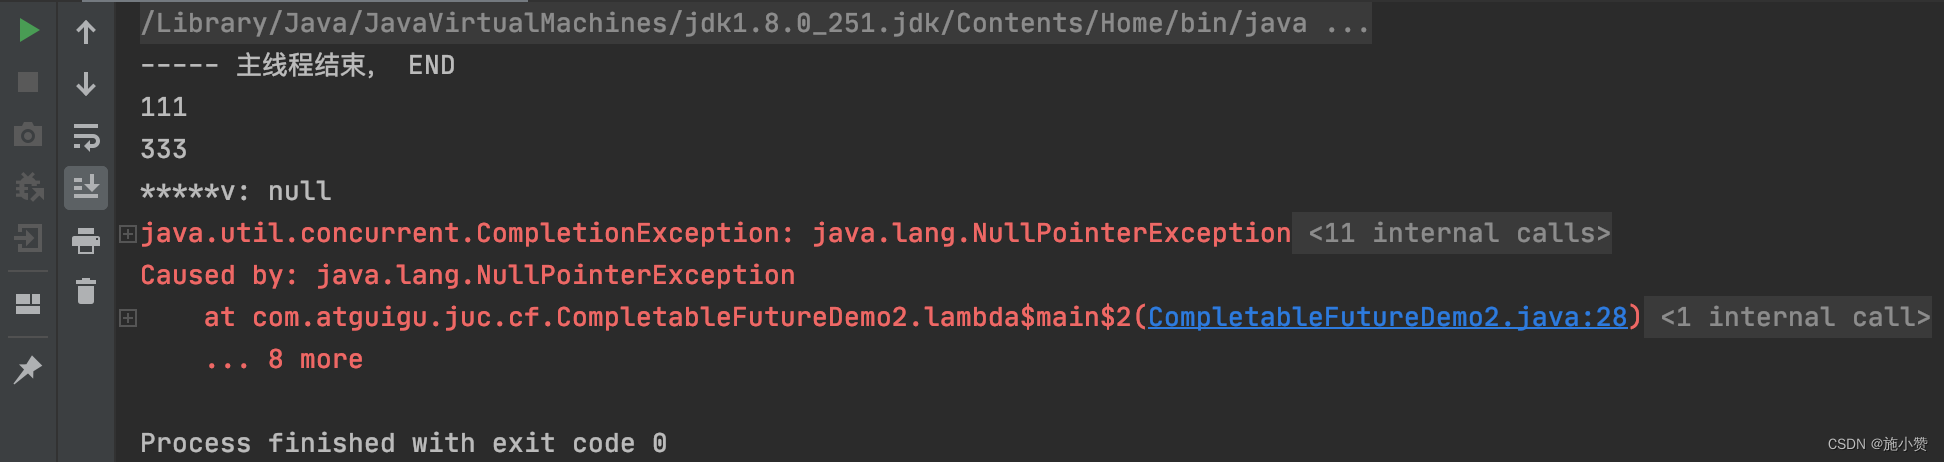 /Library/Java/JavaVirtualMachines/jdk1.8.0_251.jdk/Contents/Home/bin/java ...
----- 主线程结束， END
111
333
*****v: null
java.util.concurrent.CompletionException: java.lang.NullPointerException <11 internal calls>
Caused by: java.lang.NullPointerException
    at com.atguigu.juc.cf.CompletableFutureDemo2.lambda$main$2(CompletableFutureDemo2.java:28) <1 internal call>
    ... 8 more
Process finished with exit code 0
CSDN @施小赞